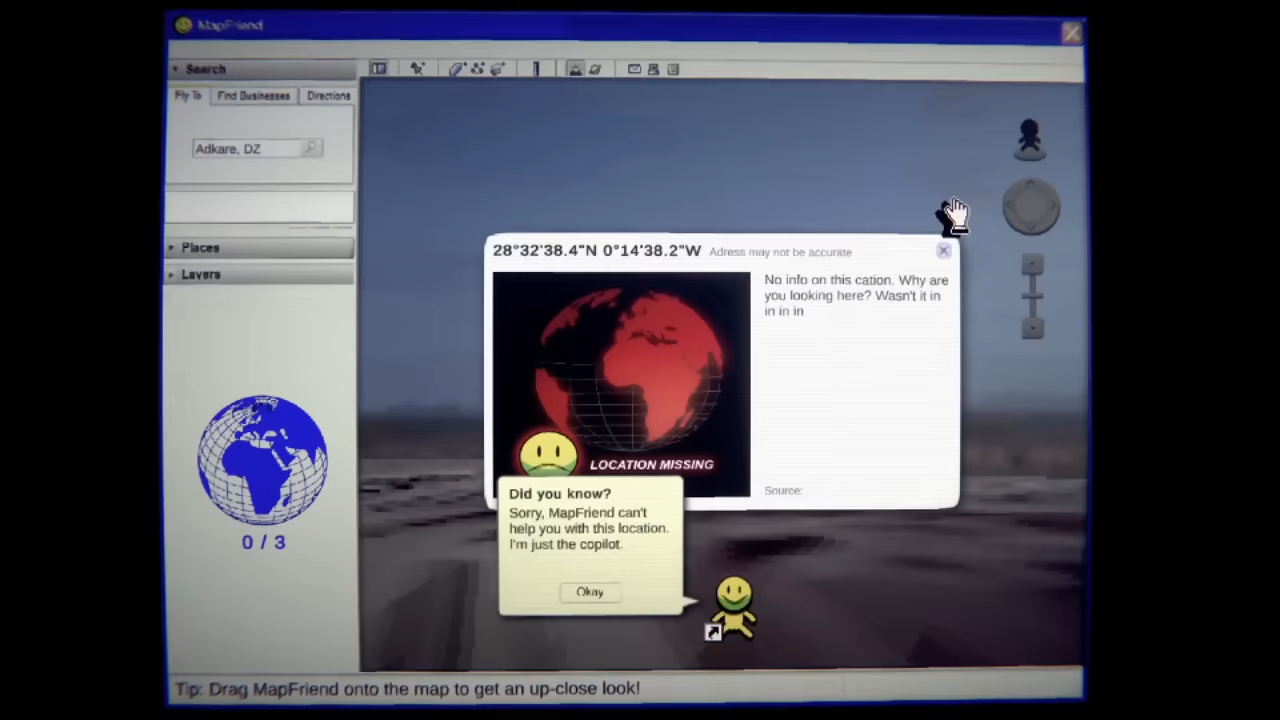 MapFriend
Search
Fly To
Find Businesses
Directions
Adkare, DZ
Places
Layers
0 / 3
28°32'38.4"N 0°14'38.2"W
Adress may not be accurate
No info on this cation. Why are
you looking here? Wasn't it in
in in in
LOCATION MISSING
Source:
Did you know?
Sorry, MapFriend can't
help you with this location.
I'm just the copilot.
Okay
Tip: Drag MapFriend onto the map to get an up-close look!